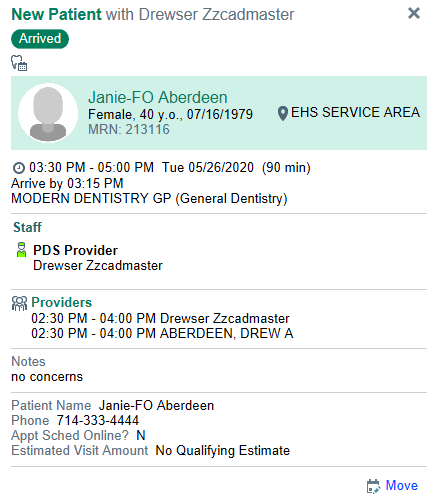 New Patient with Drewser Zzcadmaster
Arrived
Janie-FO Aberdeen
Female, 40 y.o., 07/16/1979
MRN: 213116
EHS SERVICE AREA
03:30 PM - 05:00 PM Tue 05/26/2020 (90 min)
Arrive by 03:15 PM
MODERN DENTISTRY GP (General Dentistry)
Staff
PDS Provider
Drewser Zzcadmaster
Providers
02:30 PM - 04:00 PM Drewser Zzcadmaster
02:30 PM - 04:00 PM ABERDEEN, DREW A
Notes
no concerns
Patient Name Janie-FO Aberdeen
Phone 714-333-4444
Appt Sched Online? N
Estimated Visit Amount No Qualifying Estimate
Move